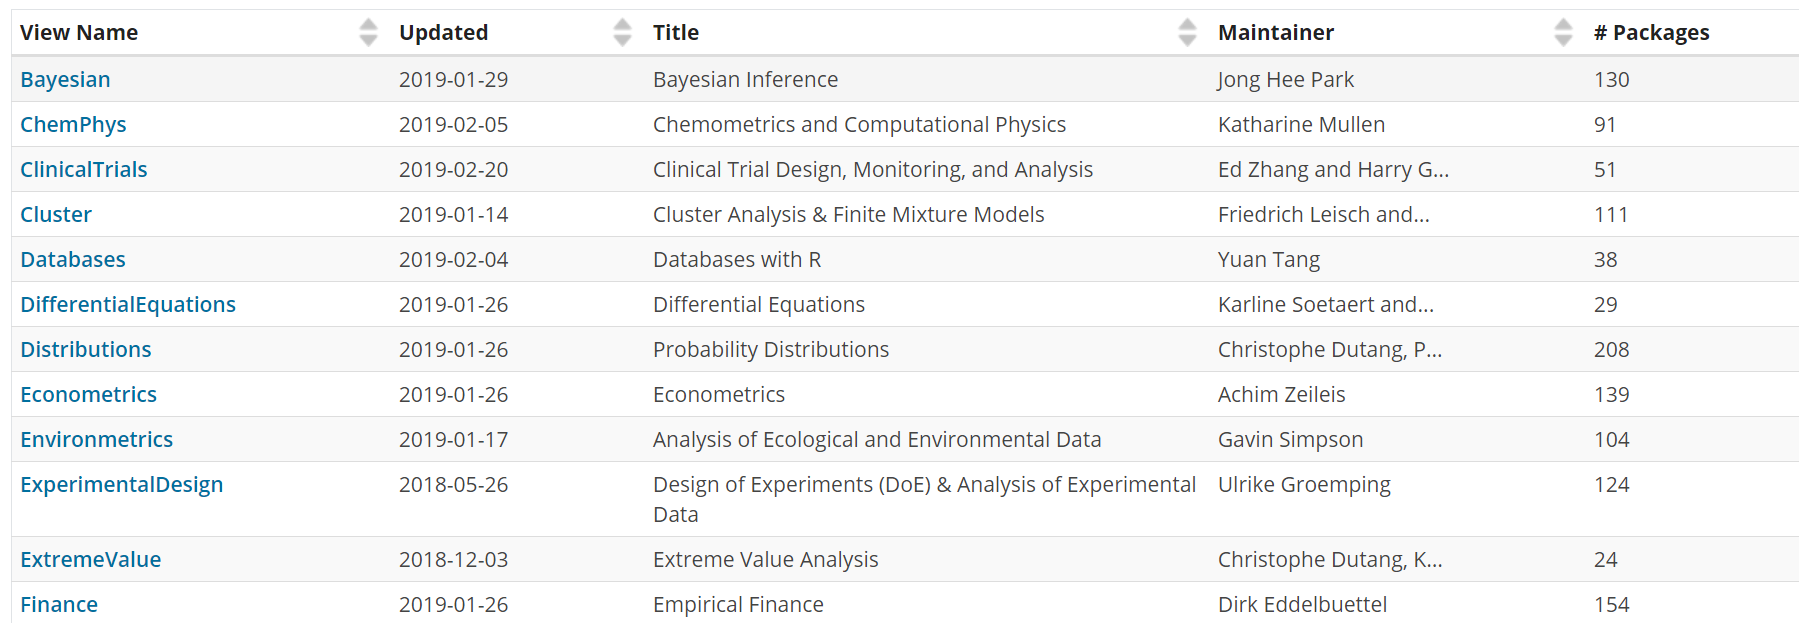 View Name Updated Title Maintainer # Packages
Bayesian 2019-01-29 Bayesian Inference Jong Hee Park 130
ChemPhys 2019-02-05 Chemometrics and Computational Physics Katharine Mullen 91
ClinicalTrials 2019-02-20 Clinical Trial Design, Monitoring, and Analysis Ed Zhang and Harry G... 51
Cluster 2019-01-14 Cluster Analysis & Finite Mixture Models Friedrich Leisch and... 111
Databases 2019-02-04 Databases with R Yuan Tang 38
DifferentialEquations 2019-01-26 Differential Equations Karline Soetaert and... 29
Distributions 2019-01-26 Probability Distributions Christophe Dutang, P... 208
Econometrics 2019-01-26 Econometrics Achim Zeileis 139
Environmetrics 2019-01-17 Analysis of Ecological and Environmental Data Gavin Simpson 104
ExperimentalDesign 2018-05-26 Design of Experiments (DoE) & Analysis of Experimental Ulrike Groemping 124
Data
ExtremeValue 2018-12-03 Extreme Value Analysis Christophe Dutang, K... 24
Finance 2019-01-26 Empirical Finance Dirk Eddelbuettel 154